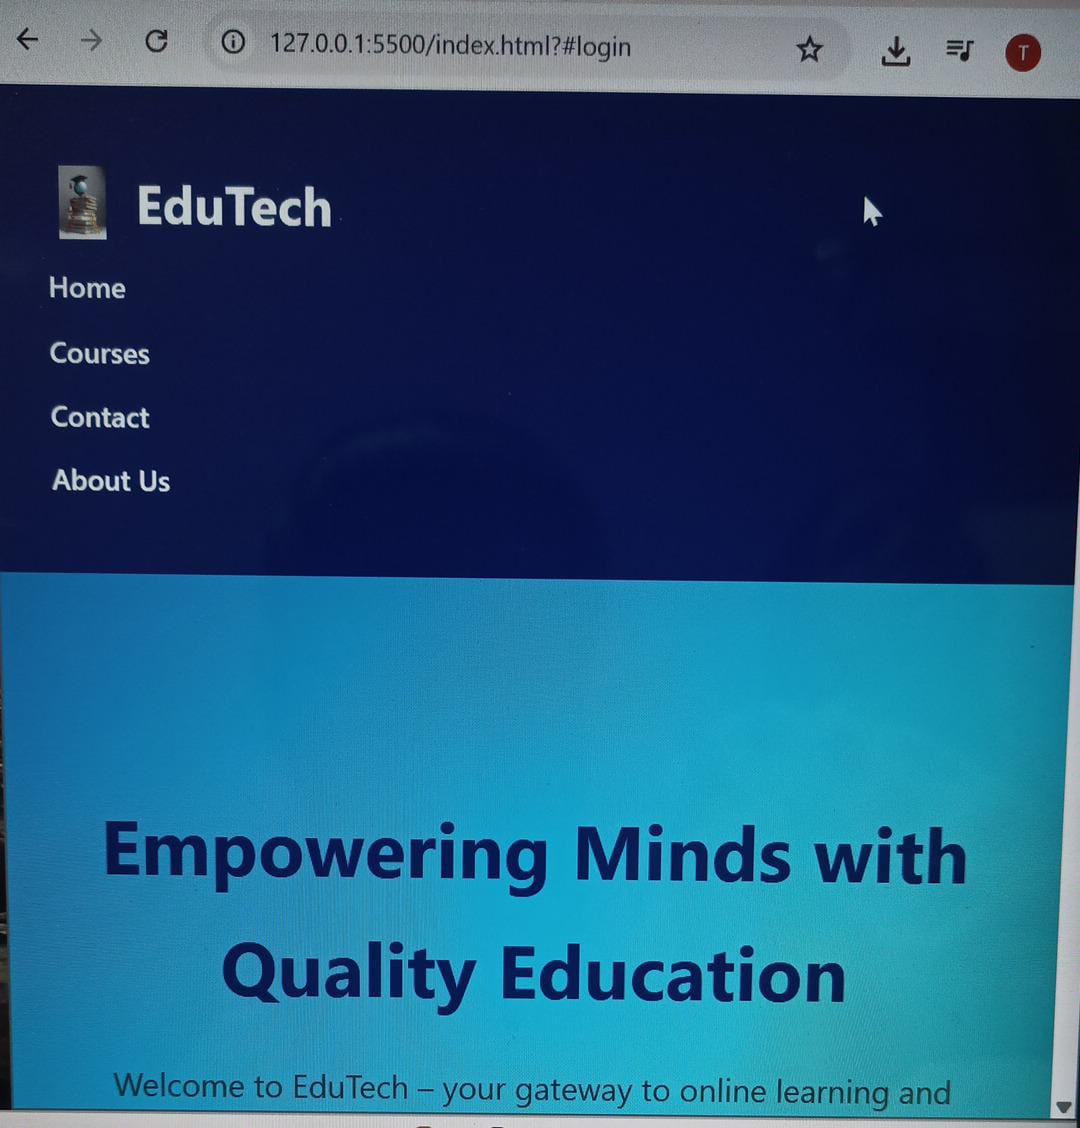 127.0.0.1:5500/index.html?#login
T
EduTech
Home
Courses
Contact
About Us
Empowering Minds with
Quality Education
Welcome to EduTech – your gateway to online learning and